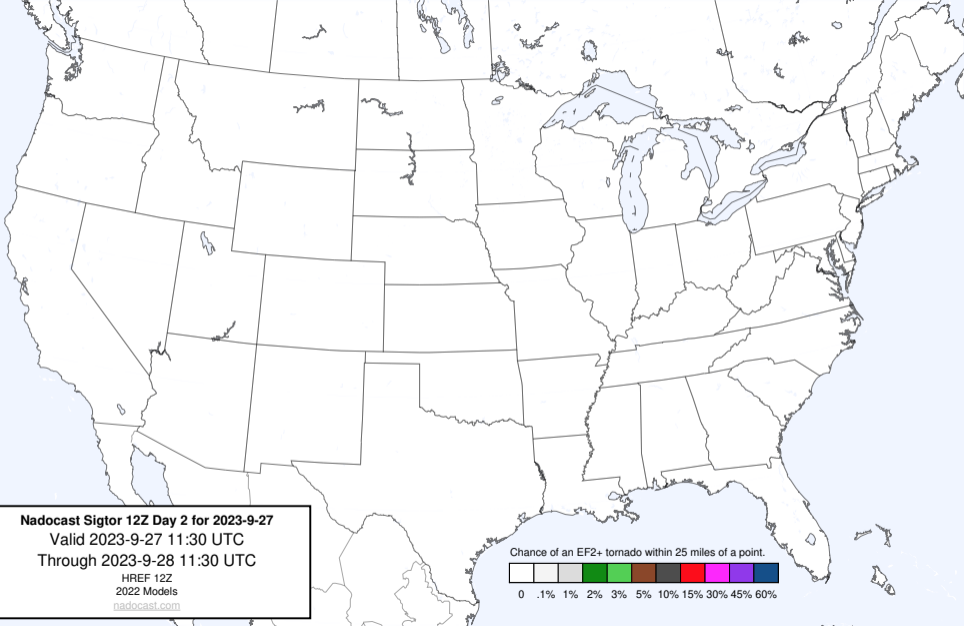 Nadocast Sigtor 12Z Day 2 for 2023-9-27
Valid 2023-9-27 11:30 UTC
Through 2023-9-28 11:30 UTC
HREF 12Z
2022 Models
nadocast.com
Chance of an EF2+ tornado within 25 miles of a point.
0 .1% 1% 2% 3% 5% 10% 15% 30% 45% 60%